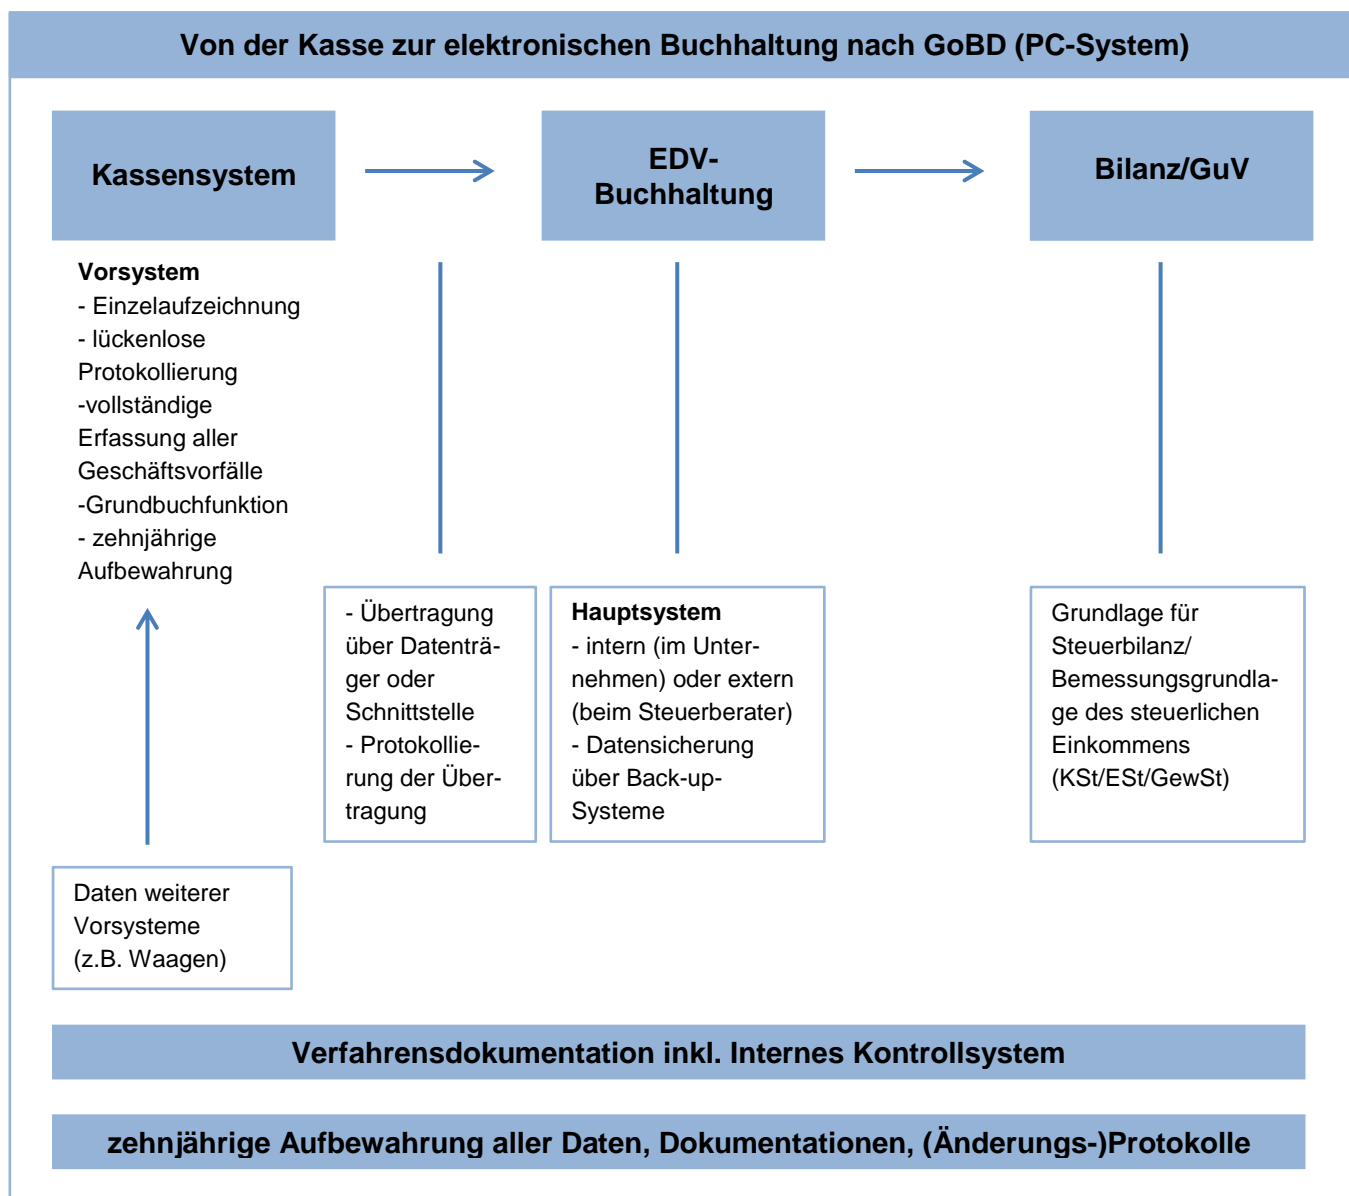 Von der Kasse zur elektronischen Buchhaltung nach GoBD (PC-System)
Kassensystem
EDV-
Buchhaltung
Bilanz/GuV
Vorsystem
- Einzelaufzeichnung
- lückenlose
Protokollierung
-vollständige
Erfassung aller
Geschäftsvorfälle
-Grundbuchfunktion
- zehnjährige
Aufbewahrung
- Übertragung
über Datenträ-
ger oder
Schnittstelle
- Protokollie-
rung der Über-
tragung
Hauptsystem
- intern (im Unter-
nehmen) oder extern
(beim Steuerberater)
- Datensicherung
über Back-up-
Systeme
Grundlage für
Steuerbilanz/
Bemessungsgrundla-
ge des steuerlichen
Einkommens
(KSt/ESt/GewSt)
Daten weiterer
Vorsysteme
(z.B. Waagen)
Verfahrensdokumentation inkl. Internes Kontrollsystem
zehnjährige Aufbewahrung aller Daten, Dokumentationen, (Änderungs-)Protokolle